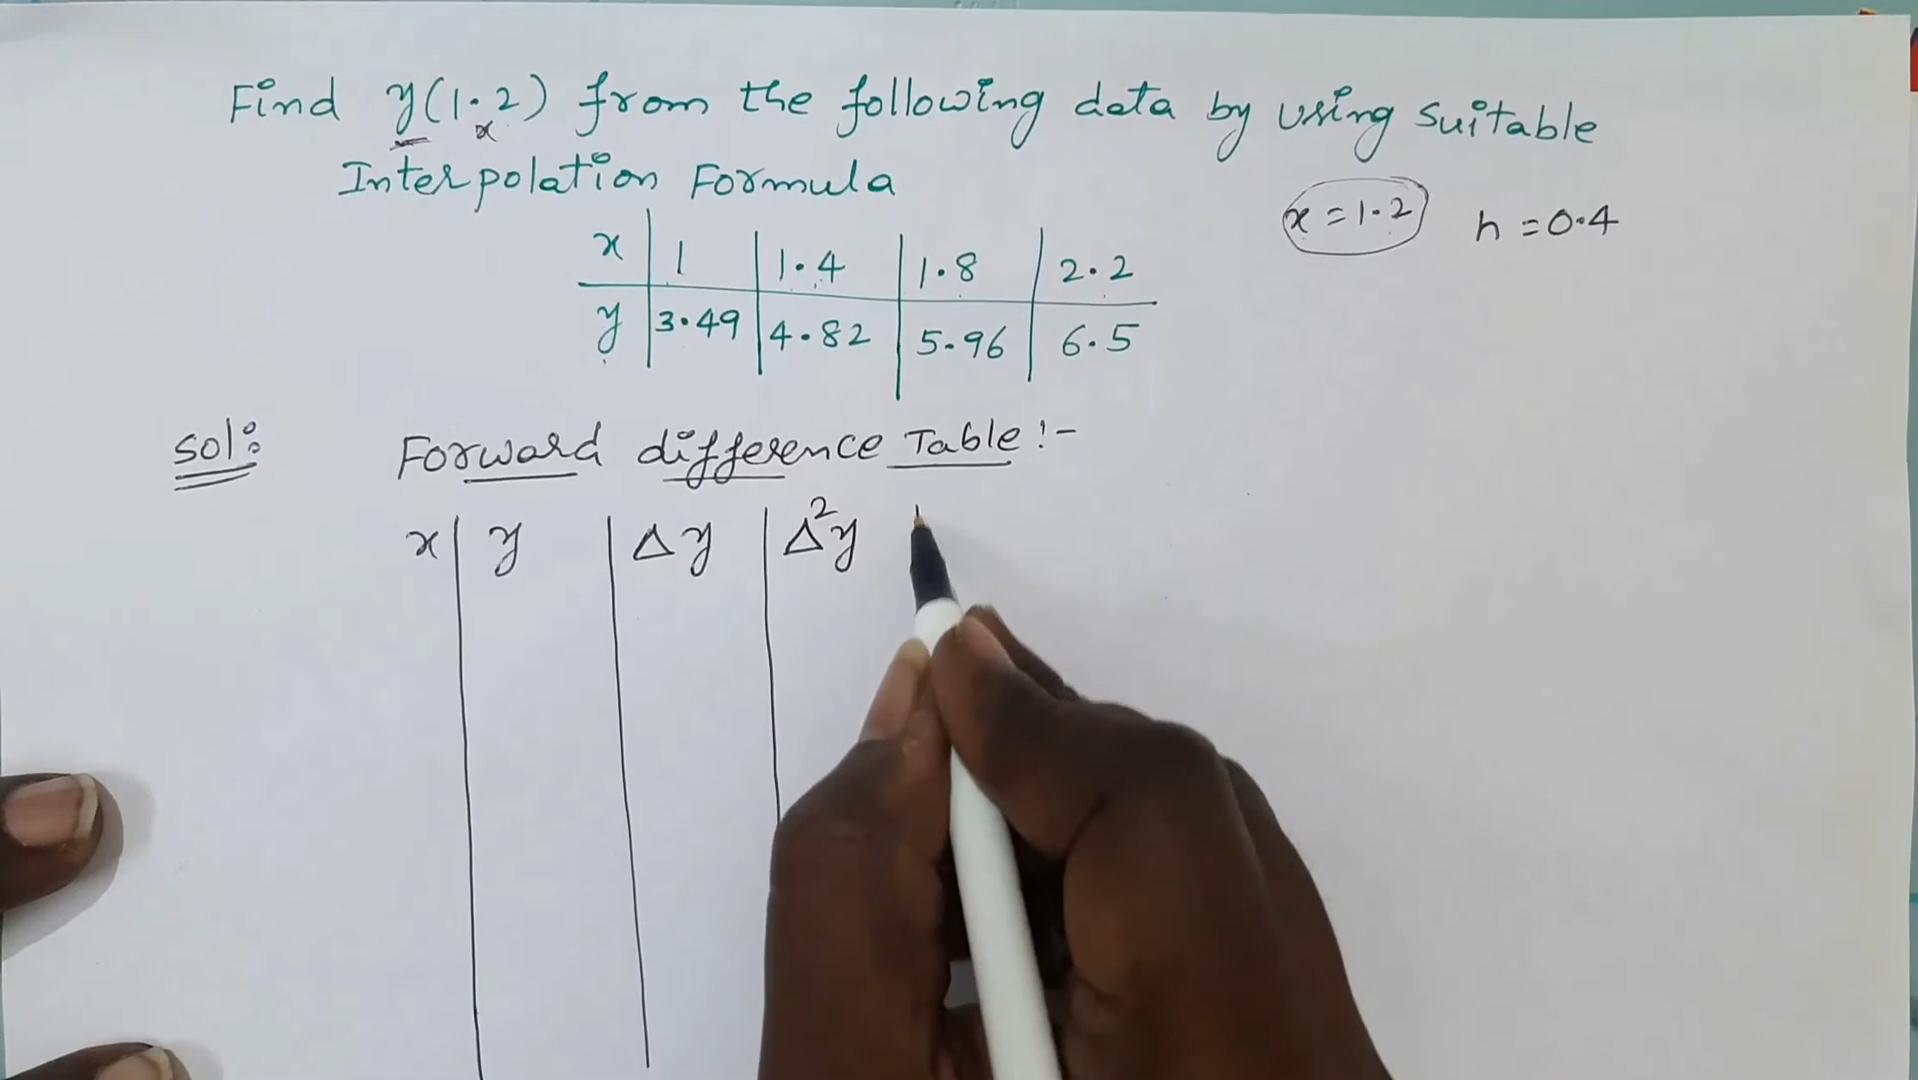 Find y(1.2) from the following data by using suitable
x
Interpolation Formula
x = 1.2 h = 0.4
x 1 1.4 1.8 2.2
y 3.49 4.82 5.96 6.5
Sol: Forward difference Table :-
x y Δy Δ²y